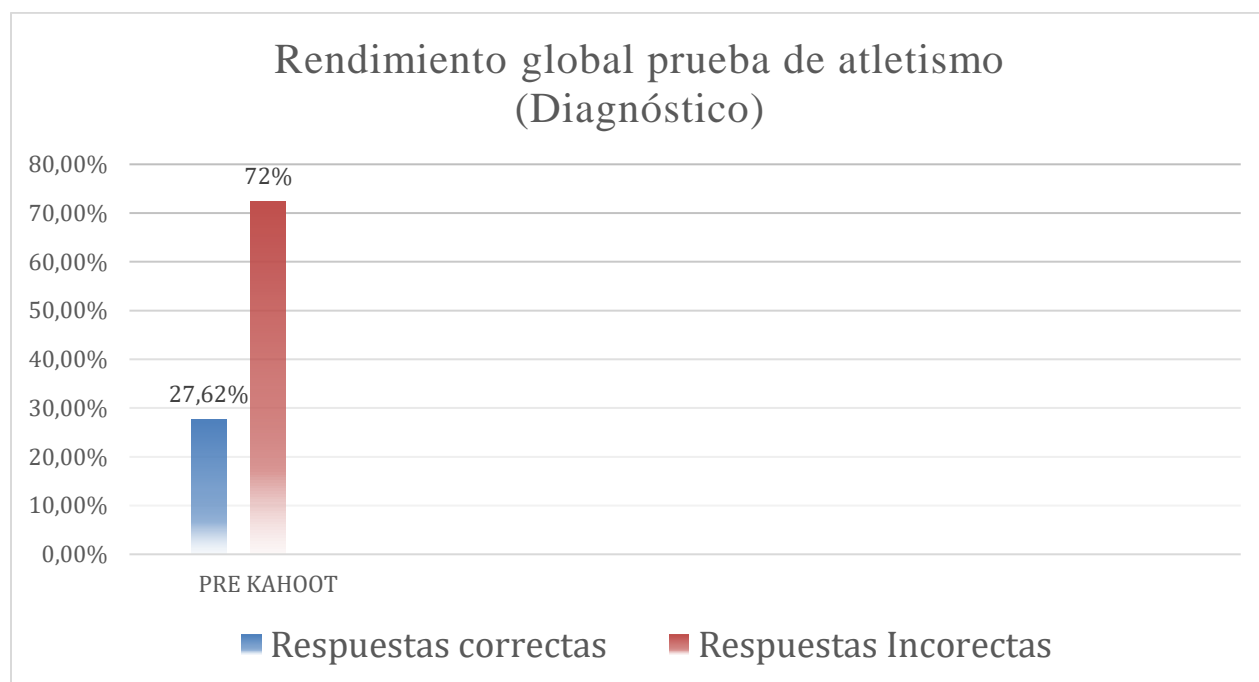 Rendimiento global prueba de atletismo
(Diagnóstico)
80,00%
72%
70,00%
60,00%
50,00%
40,00%
27,62%
30,00%
20,00%
10,00%
0,00%
PRE KAHOOT
Respuestas correctas
Respuestas Incorectas